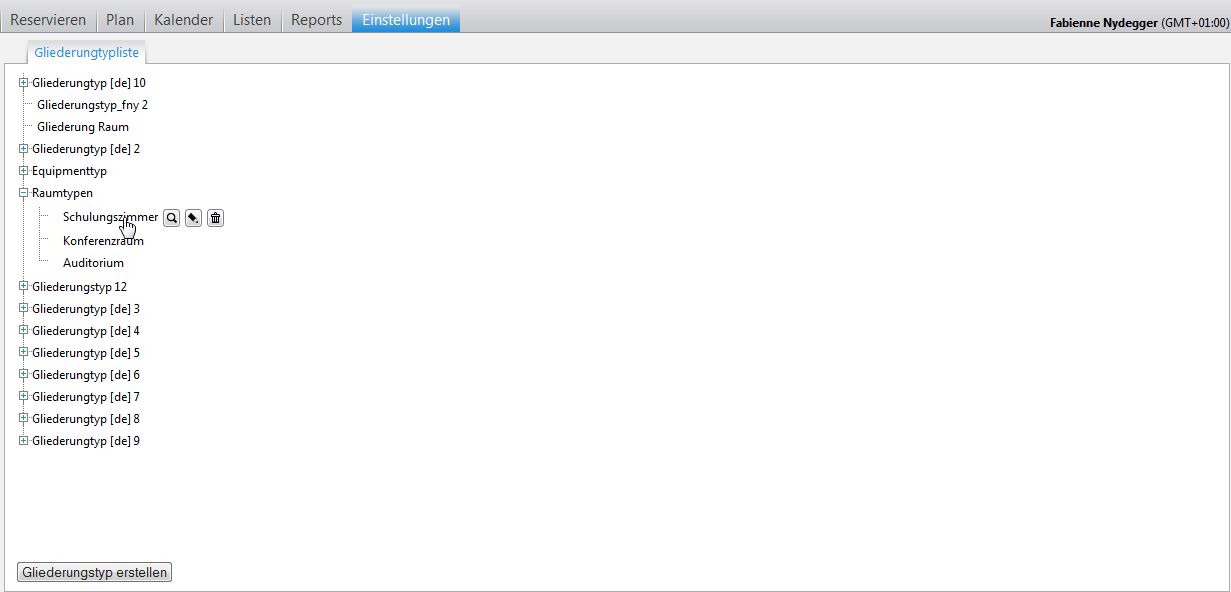 Reservieren Plan Kalender Listen Reports Einstellungen
Fabienne Nydegger (GMT+01:00)
Gliederungtypliste
Gliederungtyp [de] 10
Gliederungstyp_fny 2
Gliederung Raum
Gliederungtyp [de] 2
Equipmenttyp
Raumtypen
Schulungszimmer
Konferenzraum
Auditorium
Gliederungstyp 12
Gliederungtyp [de] 3
Gliederungtyp [de] 4
Gliederungtyp [de] 5
Gliederungtyp [de] 6
Gliederungtyp [de] 7
Gliederungtyp [de] 8
Gliederungtyp [de] 9
Gliederungstyp erstellen